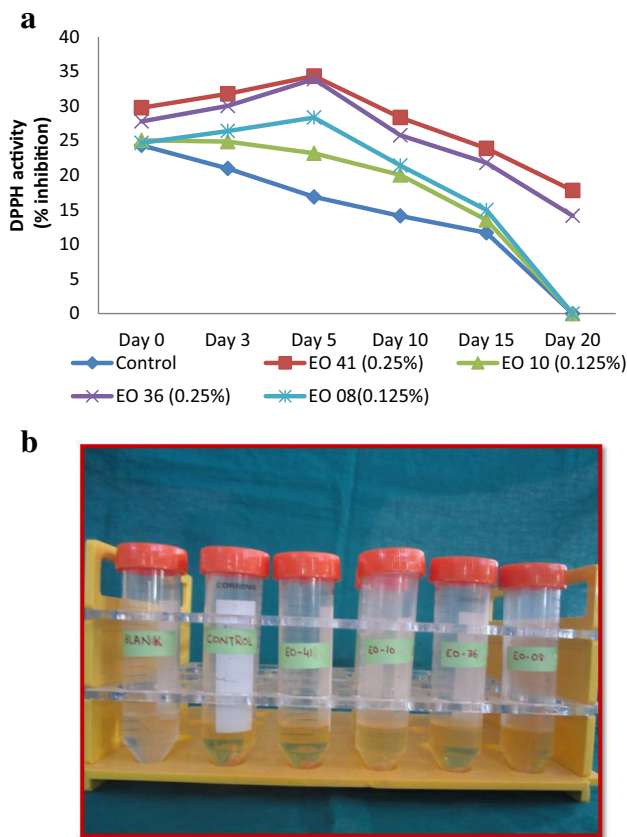 a
DPPH activity
(% inhibition)
40
35
30
25
20
15
10
5
0
Day 0 Day 3 Day 5 Day 10 Day 15 Day 20
Control EO 41 (0.25%) EO 10 (0.125%)
EO 36 (0.25%) EO 08(0.125%)
b
CORNING
BLANK CONTROL EO-41 EO-10 EO-36 EO-08